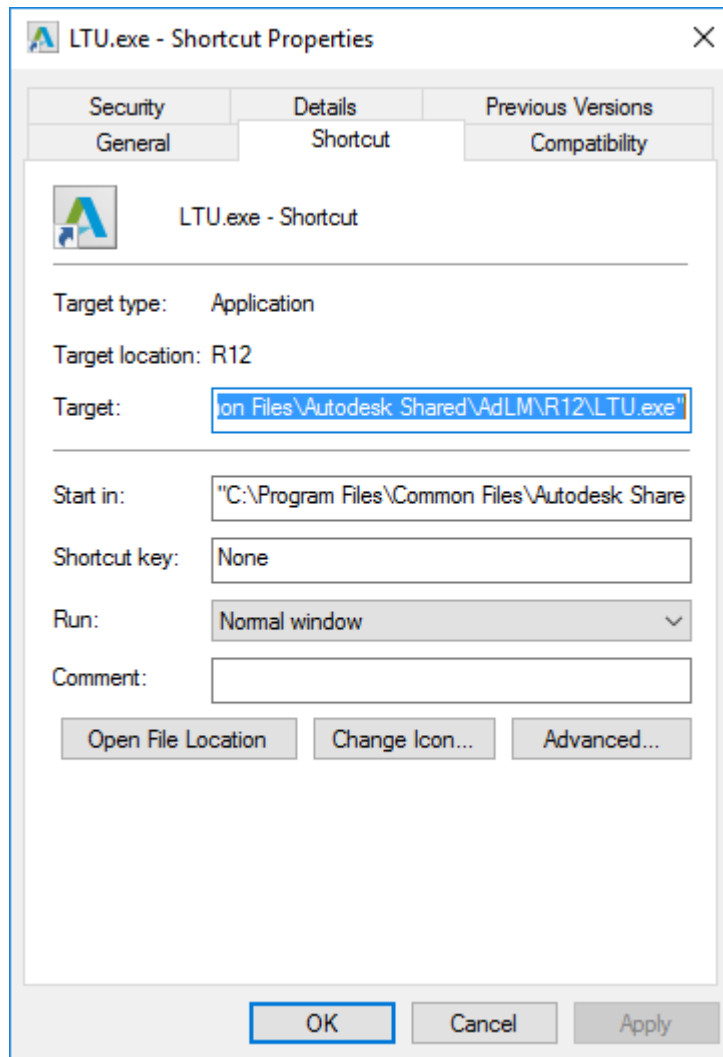 LTU.exe - Shortcut Properties
Security Details Previous Versions
General Shortcut Compatibility
LTU.exe - Shortcut
Target type: Application
Target location: R12
Target: on Files\Autodesk Shared\AdLM\R12\LTU.exe"
Start in: "C:\Program Files\Common Files\Autodesk Share
Shortcut key: None
Run: Normal window
Comment:
Open File Location Change Icon... Advanced...
OK Cancel Apply